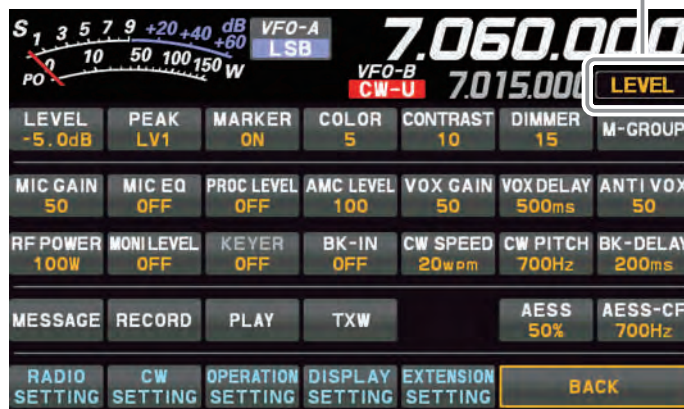 S 1 3 5 7 9 +20 +40 +60 dB VFO-A
LSB 7.060.000
PO 0 10 50 100 150 W
VFO-B
CW-U 7.015.000 LEVEL
LEVEL PEAK MARKER COLOR CONTRAST DIMMER M-GROUP
-5.0dB LV1 ON 5 10 15
MIC GAIN MIC EQ PROC LEVEL AMC LEVEL VOX GAIN VOX DELAY ANTI VOX
50 OFF OFF 100 50 500ms 50
RF POWER MONI LEVEL KEYER BK-IN CW SPEED CW PITCH BK-DELAY
100W OFF OFF OFF 20wpm 700Hz 200ms
MESSAGE RECORD PLAY TXW AESS AESS-CF
50% 700Hz
RADIO CW OPERATION DISPLAY EXTENSION BACK
SETTING SETTING SETTING SETTING SETTING